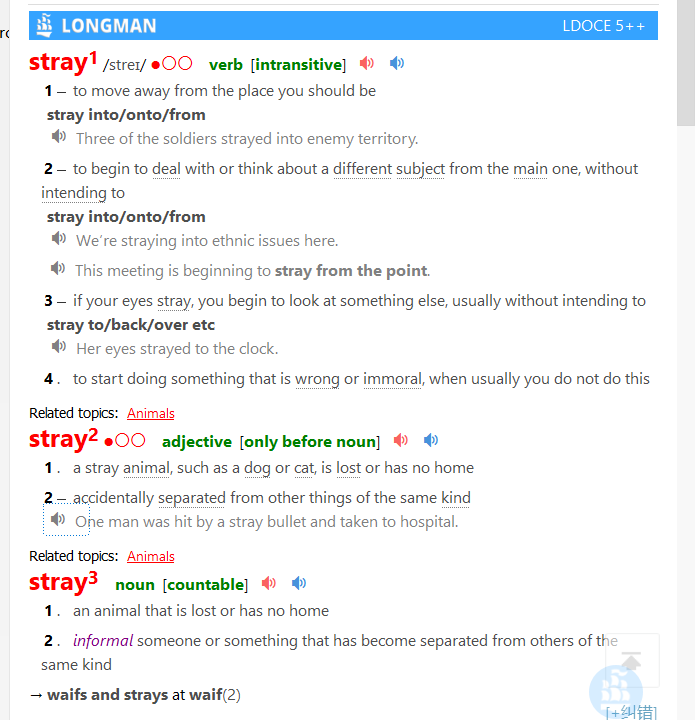 LONGMAN LDOCE 5++
stray1 /streɪ/ ●○○ verb [intransitive]
1 – to move away from the place you should be
stray into/onto/from
Three of the soldiers strayed into enemy territory.
2 – to begin to deal with or think about a different subject from the main one, without
intending to
stray into/onto/from
We’re straying into ethnic issues here.
This meeting is beginning to stray from the point.
3 – if your eyes stray, you begin to look at something else, usually without intending to
stray to/back/over etc
Her eyes strayed to the clock.
4 . to start doing something that is wrong or immoral, when usually you do not do this
Related topics: Animals
stray2 ●○○ adjective [only before noun]
1 . a stray animal, such as a dog or cat, is lost or has no home
2 – accidentally separated from other things of the same kind
One man was hit by a stray bullet and taken to hospital.
Related topics: Animals
stray3 noun [countable]
1 . an animal that is lost or has no home
2 . informal someone or something that has become separated from others of the
same kind
→ waifs and strays at waif(2)
[+纠错]